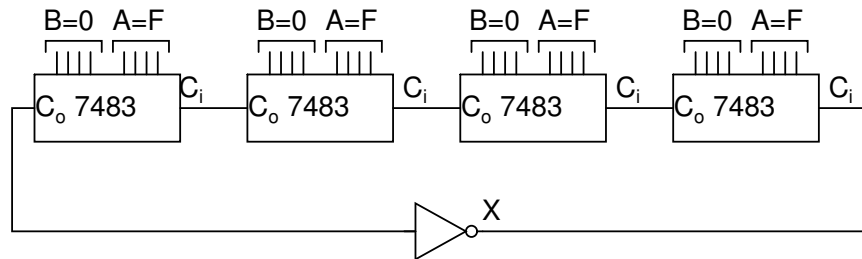 B=0 A=F B=0 A=F B=0 A=F B=0 A=F
Cₒ 7483 Cᵢ Cₒ 7483 Cᵢ Cₒ 7483 Cᵢ Cₒ 7483 Cᵢ
X